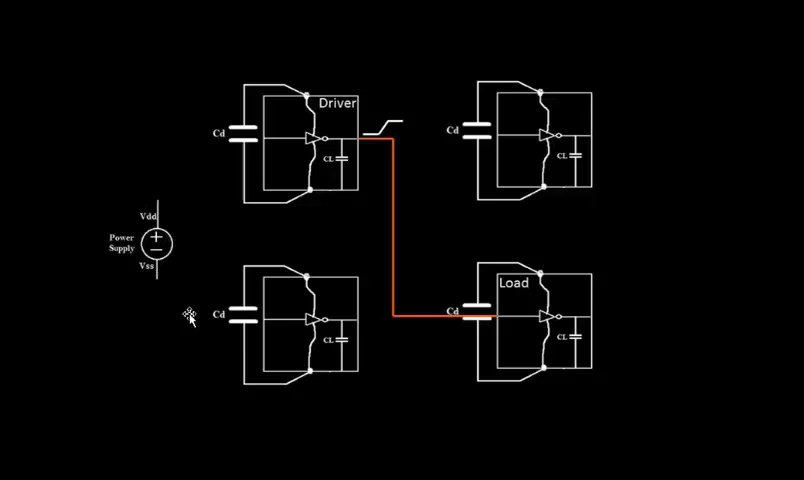 Driver
Cd
CL
Cd
CL
Vdd
Power
Supply
Vss
Cd
CL
Load
Cd
CL